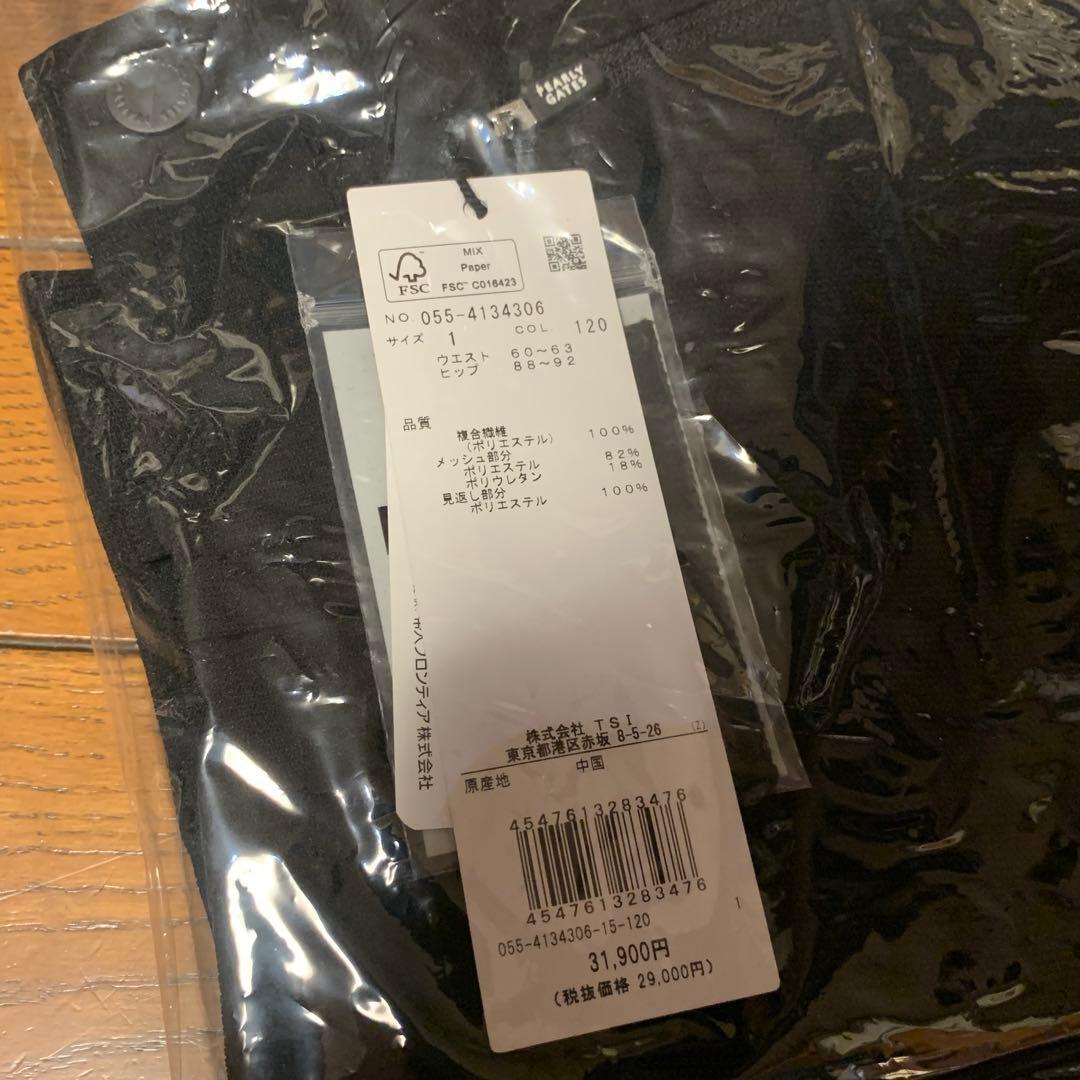 PEARLY
GATES
MIX
Paper
FSC™ C016423
FSC
NO. 055-4134306
サイズ 1 COL. 120
ウエスト 60～63
ヒップ 88～92
品質
複合繊維
(ポリエステル) 100%
メッシュ部分
ポリエステル 82%
ポリウレタン 18%
見返し部分
ポリエステル 100%
ロンティア株式会社
株式会社 TSI
東京都港区赤坂 8-5-26 (Z)
原産地 中国
4547613283476
4547613283476
055-4134306-15-120 1
31,900円
(税抜価格 29,000円)